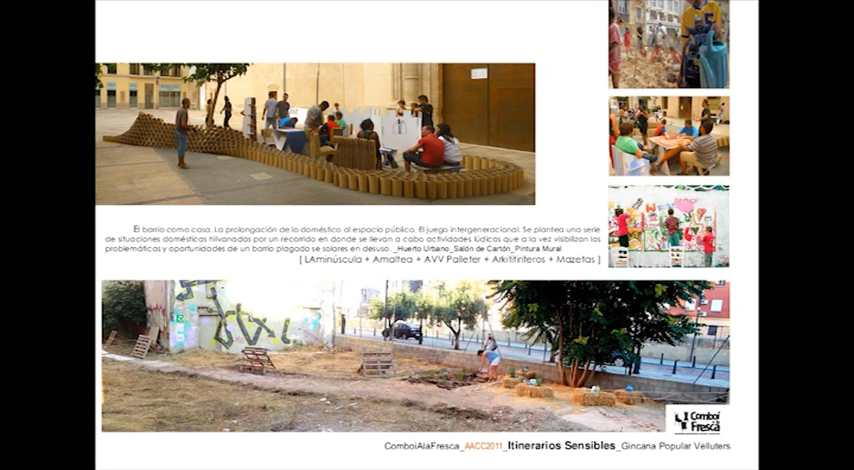 El barrio como casa. La prolongación de lo doméstico al espacio público. El juego intergeneracional. Se plantea una serie
de situaciones domésticas hilvanadas por un recorrido en donde se llevan a cabo actividades lúdicas que a la vez visibilizan las
problemáticas y oportunidades de un barrio plagado se solares en desuso. _Huerto Urbano_Salón de Cartón_Pintura Mural
[ LAminúscula + Amaltea + AVV Palleter + Arkititiriteros + Mazetas ]
Comboi
a la
Fresca
ComboiAlaFresca_AACC2011_Itinerarios Sensibles_Gincana Popular Velluters